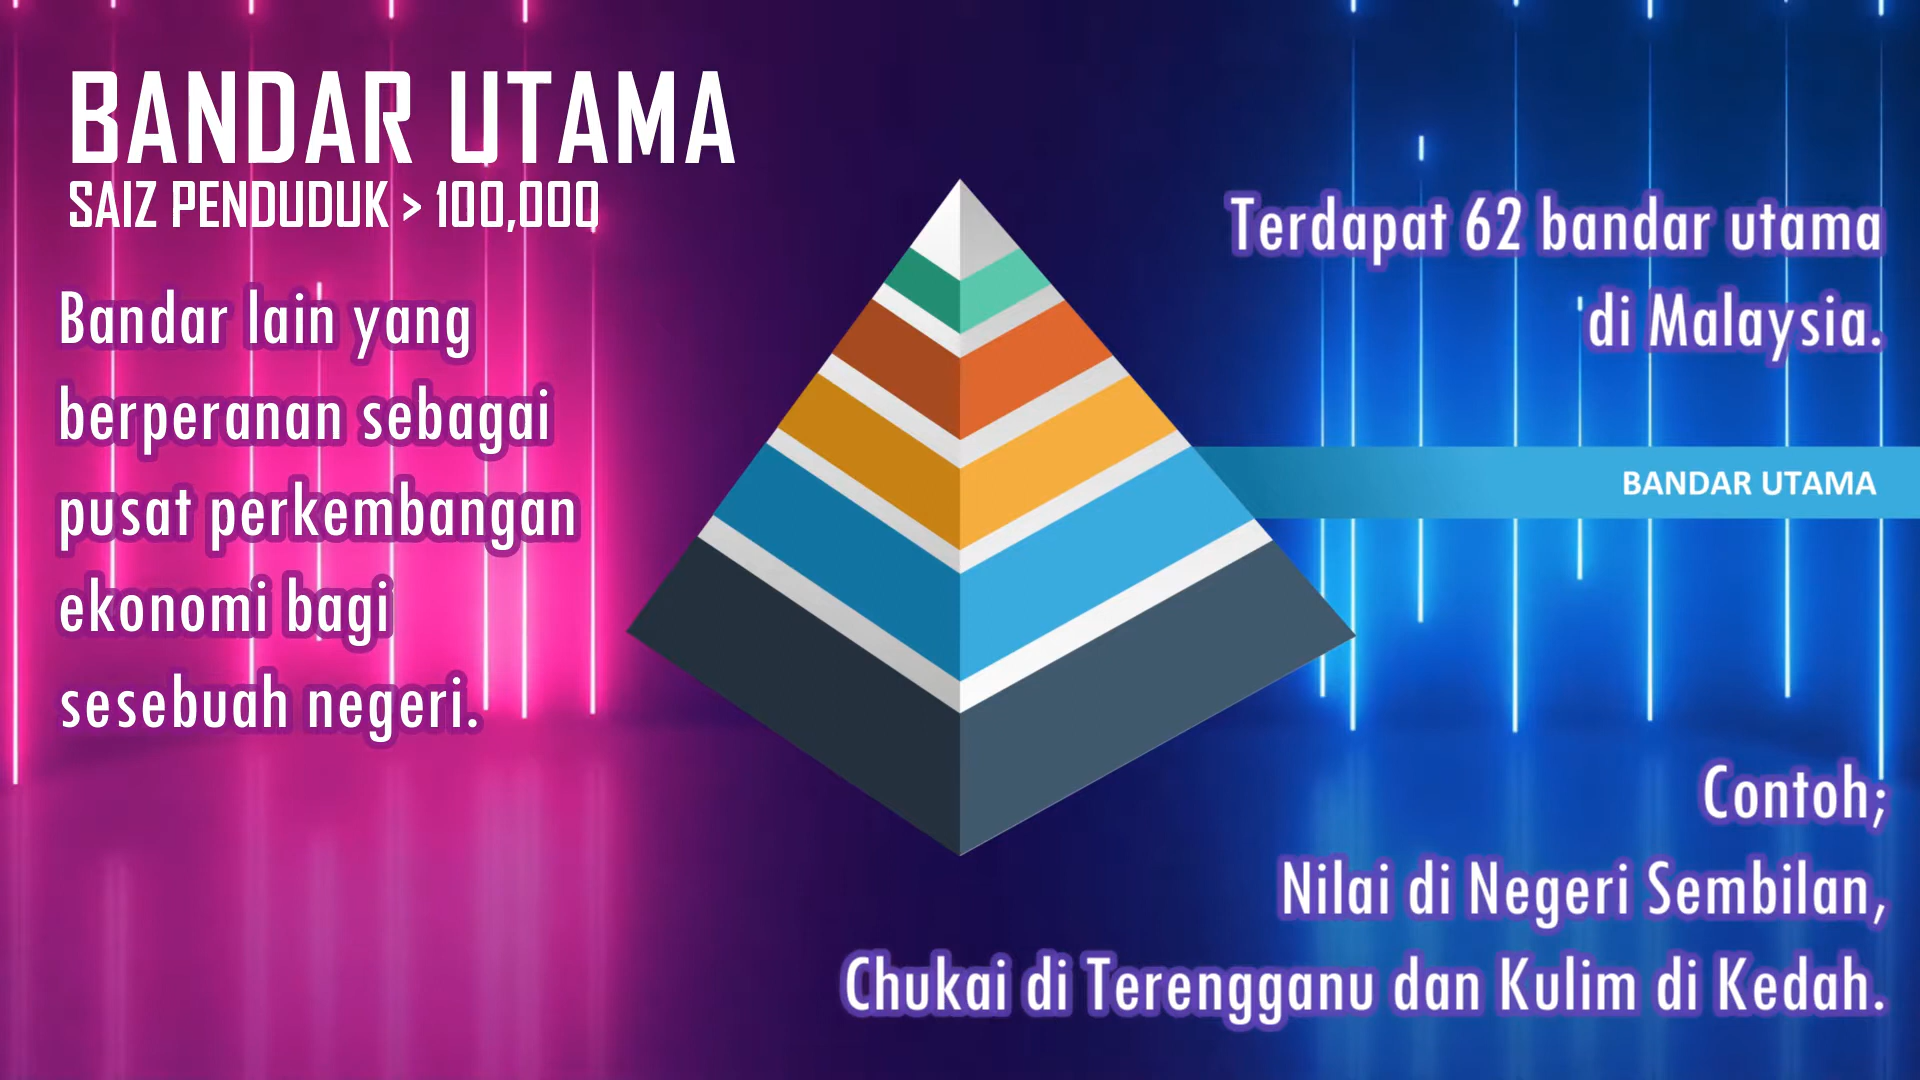 BANDAR UTAMA
SAIZ PENDUDUK > 100,000
Bandar lain yang
berperanan sebagai
pusat perkembangan
ekonomi bagi
sesebuah negeri.
Terdapat 62 bandar utama
di Malaysia.
BANDAR UTAMA
Contoh;
Nilai di Negeri Sembilan,
Chukai di Terengganu dan Kulim di Kedah.